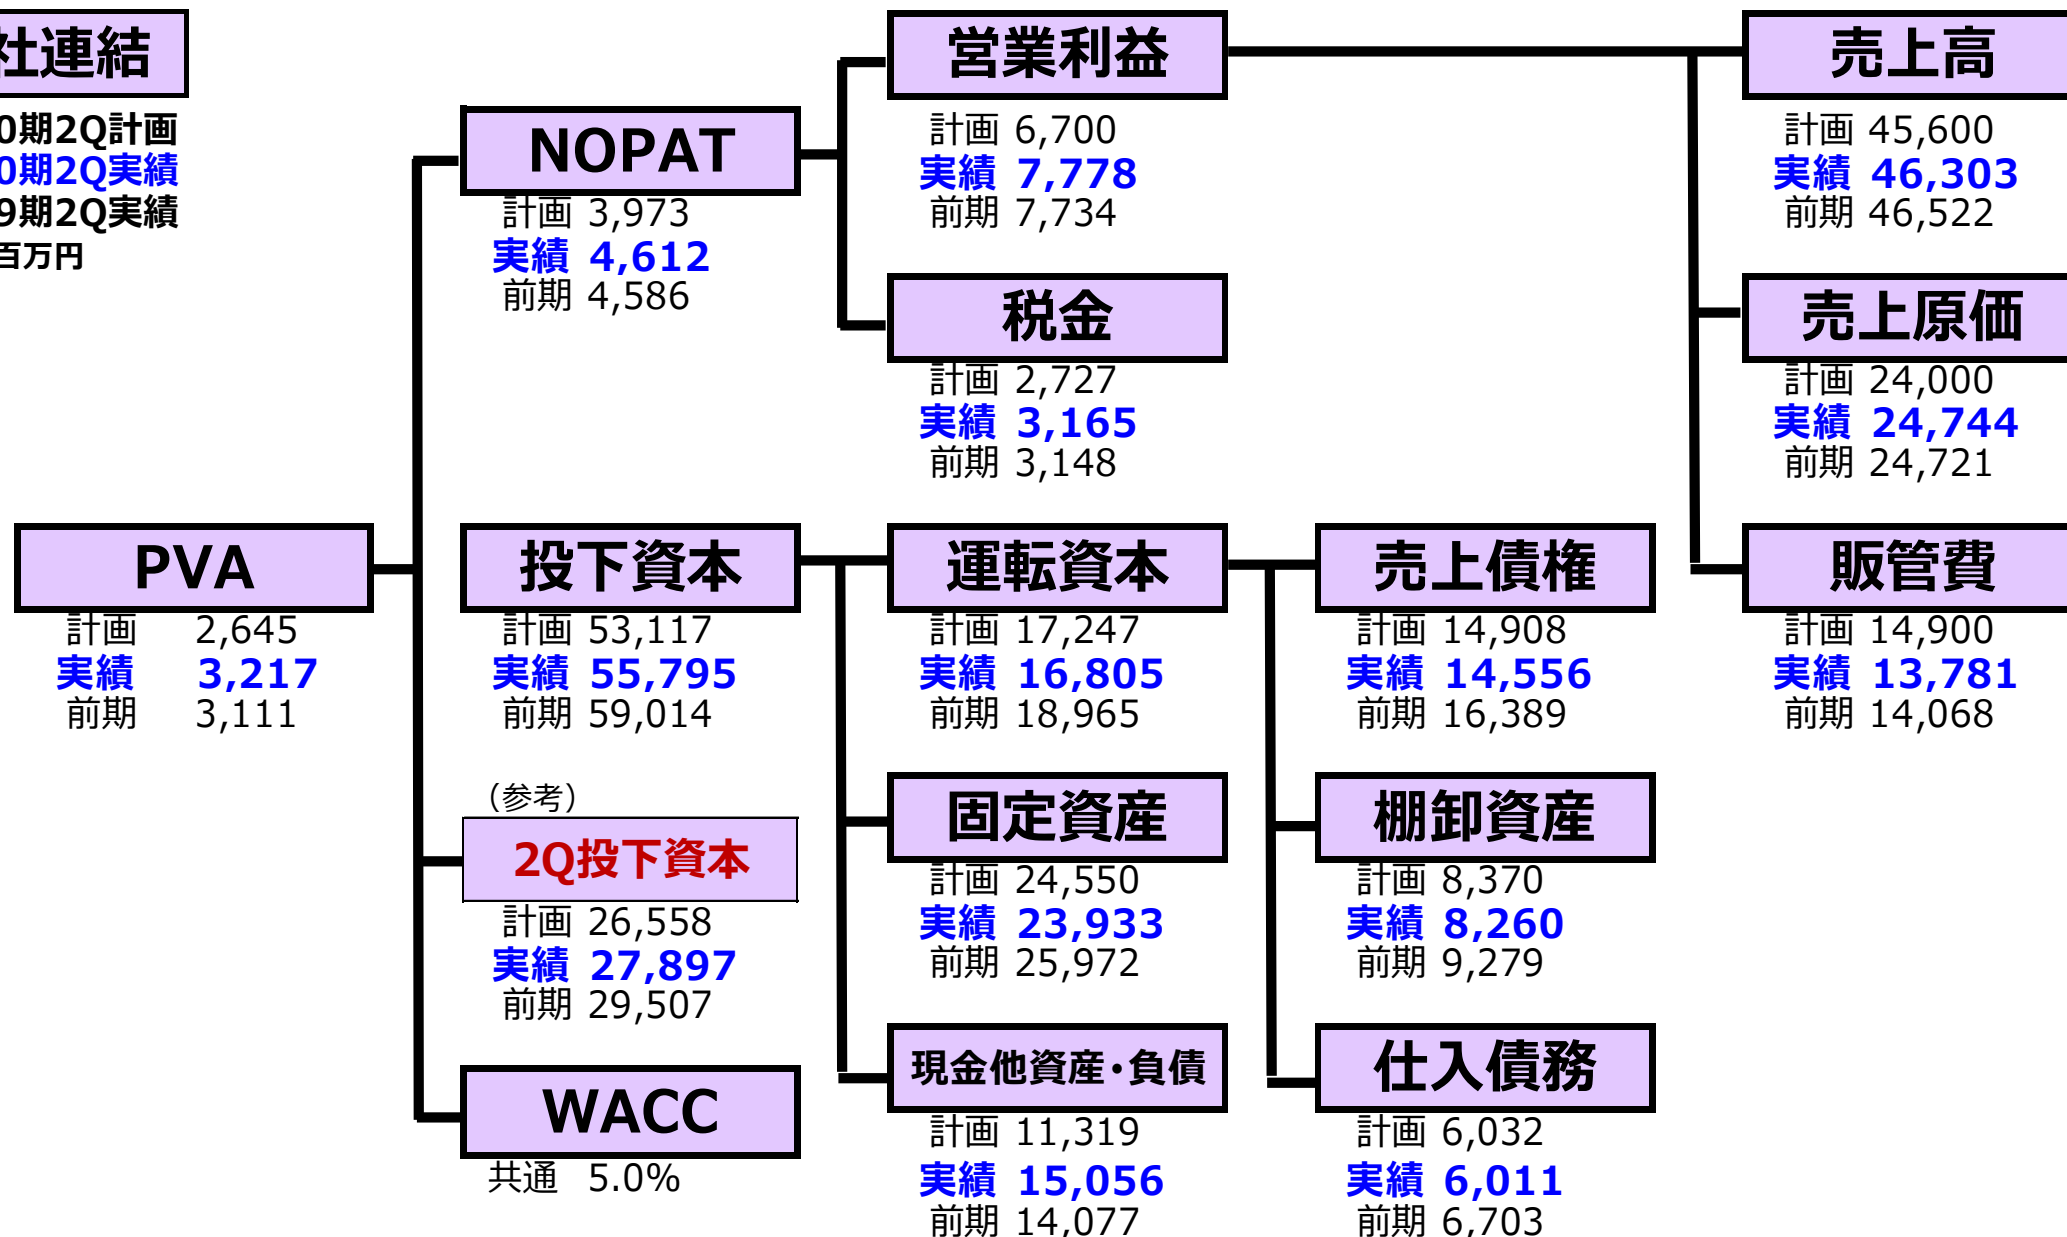 社連結
0期2Q計画
0期2Q実績
9期2Q実績
百万円
PVA
計画 2,645
実績 3,217
前期 3,111
NOPAT
計画 3,973
実績 4,612
前期 4,586
投下資本
計画 53,117
実績 55,795
前期 59,014
（参考）
2Q投下資本
計画 26,558
実績 27,897
前期 29,507
WACC
共通 5.0%
営業利益
計画 6,700
実績 7,778
前期 7,734
税金
計画 2,727
実績 3,165
前期 3,148
運転資本
計画 17,247
実績 16,805
前期 18,965
固定資産
計画 24,550
実績 23,933
前期 25,972
現金他資産・負債
計画 11,319
実績 15,056
前期 14,077
売上債権
計画 14,908
実績 14,556
前期 16,389
棚卸資産
計画 8,370
実績 8,260
前期 9,279
仕入債務
計画 6,032
実績 6,011
前期 6,703
売上高
計画 45,600
実績 46,303
前期 46,522
売上原価
計画 24,000
実績 24,744
前期 24,721
販管費
計画 14,900
実績 13,781
前期 14,068